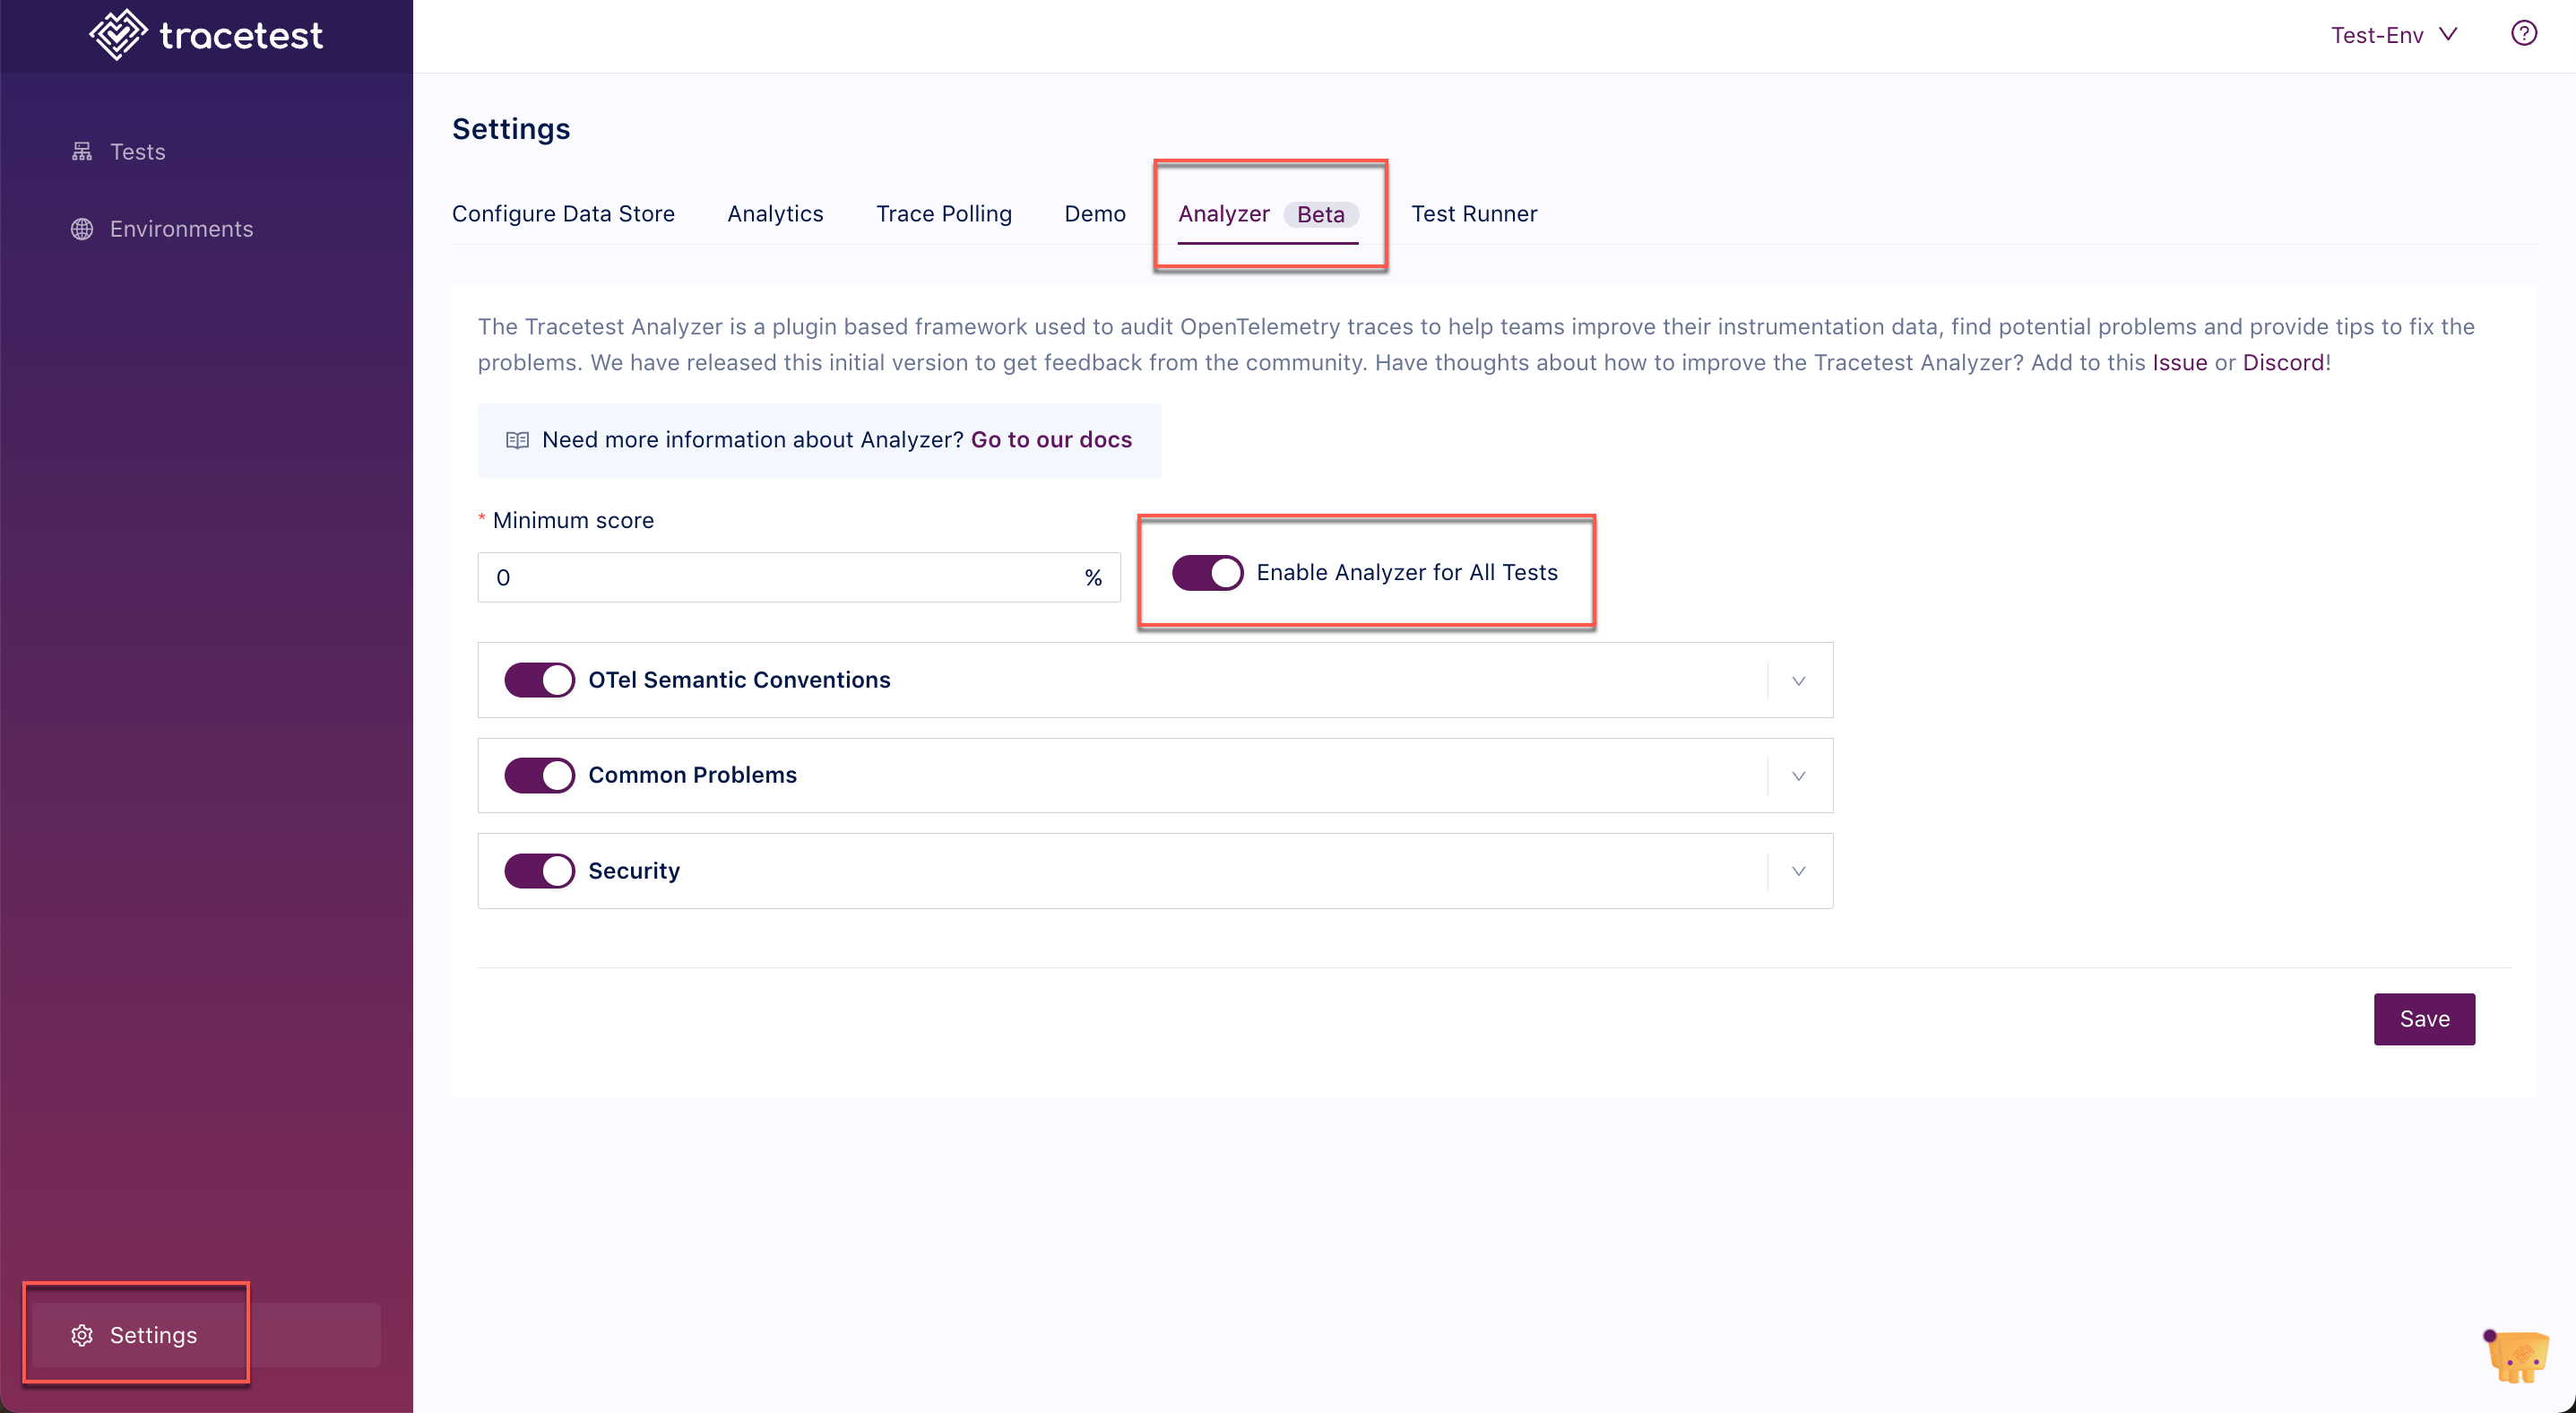 tracetest
Test-Env
Tests
Environments
Settings
Settings
Configure Data Store Analytics Trace Polling Demo Analyzer Beta Test Runner
The Tracetest Analyzer is a plugin based framework used to audit OpenTelemetry traces to help teams improve their instrumentation data, find potential problems and provide tips to fix the
problems. We have released this initial version to get feedback from the community. Have thoughts about how to improve the Tracetest Analyzer? Add to this Issue or Discord!
Need more information about Analyzer? Go to our docs
* Minimum score
0 %
Enable Analyzer for All Tests
OTel Semantic Conventions
Common Problems
Security
Save